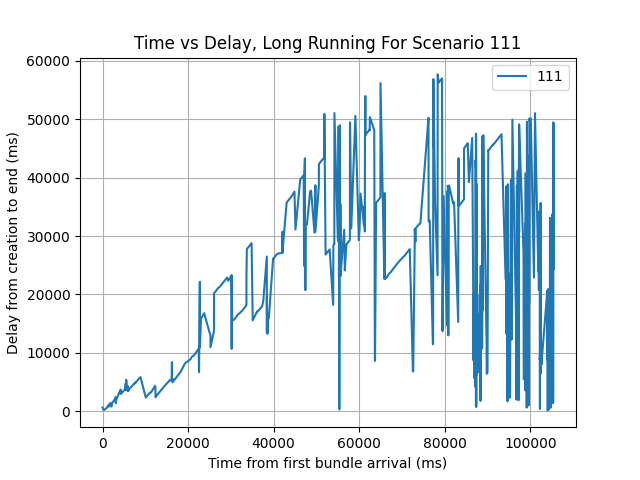 Time vs Delay, Long Running For Scenario 111
111
Delay from creation to end (ms)
60000
50000
40000
30000
20000
10000
0
0 20000 40000 60000 80000 100000
Time from first bundle arrival (ms)